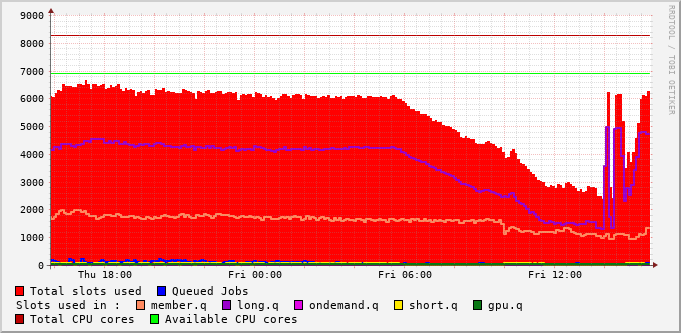 9000
8000
7000
6000
5000
4000
3000
2000
1000
0
Thu 18:00 Fri 00:00 Fri 06:00 Fri 12:00
RRDTOOL / TOBI OETIKER
Total slots used Queued Jobs
Slots used in : member.q long.q ondemand.q short.q gpu.q
Total CPU cores Available CPU cores